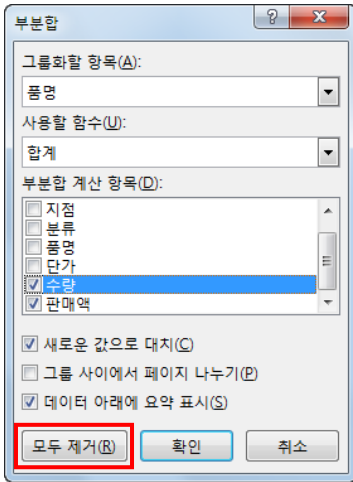 부분합
그룹화할 항목(A):
품명
사용할 함수(U):
합계
부분합 계산 항목(D):
지점
분류
품명
단가
수량
판매액
새로운 값으로 대치(C)
그룹 사이에서 페이지 나누기(P)
데이터 아래에 요약 표시(S)
모두 제거(R) 확인 취소